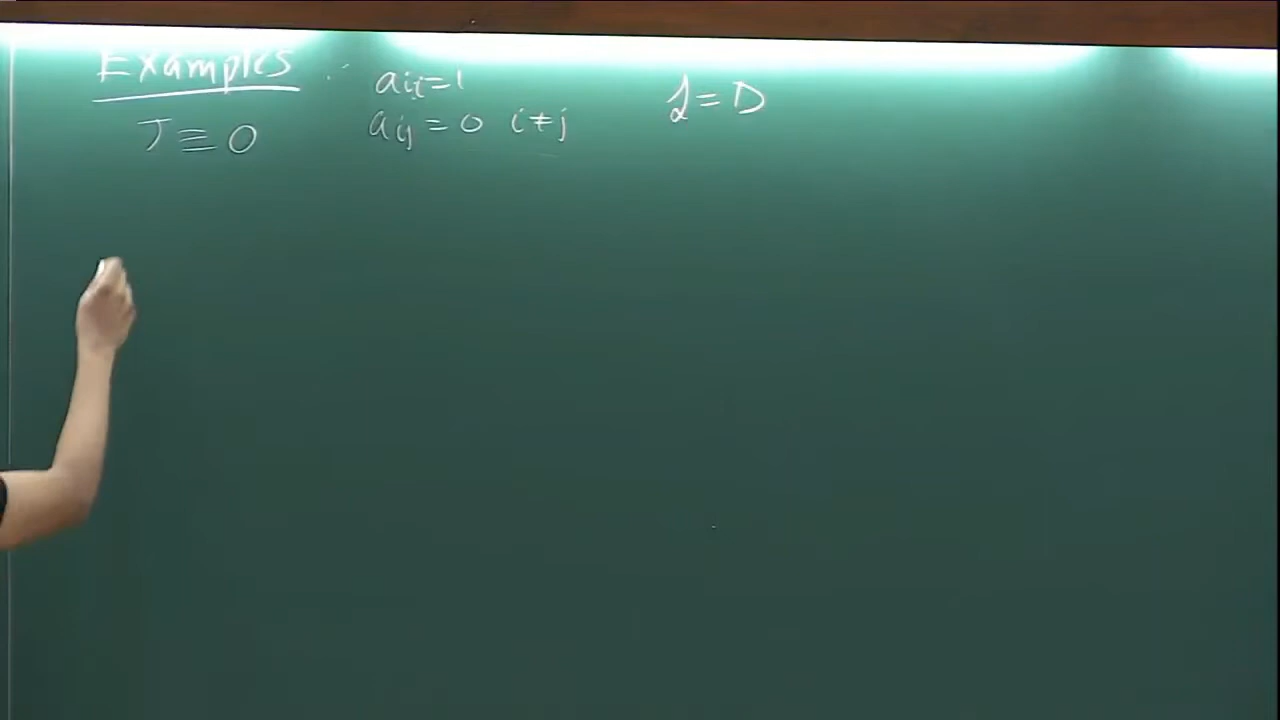 Examples :
J ≡ 0
a_ii = 1
a_ij = 0 i ≠ j
L = D